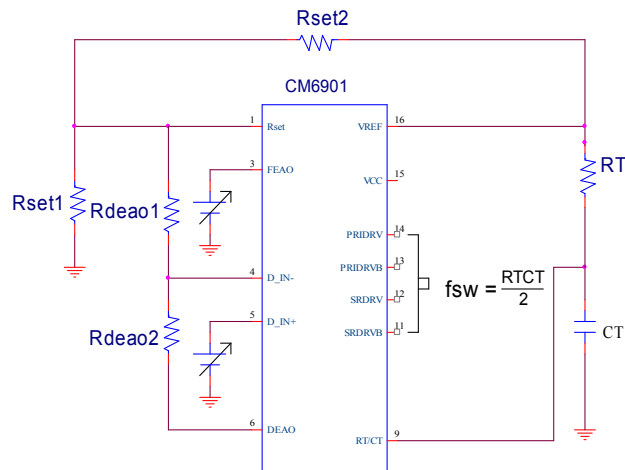 Rset2
CM6901
1 Rset VREF 16
3 FEAO VCC 15
RT
Rset1
Rdeao1
PRIDRV 14
PRIDRVB 13
4 D_IN- SRDRV 12
fsw = RTCT
2
5 D_IN+ SRDRVB 11
CT
Rdeao2
6 DEAO RT/CT 9